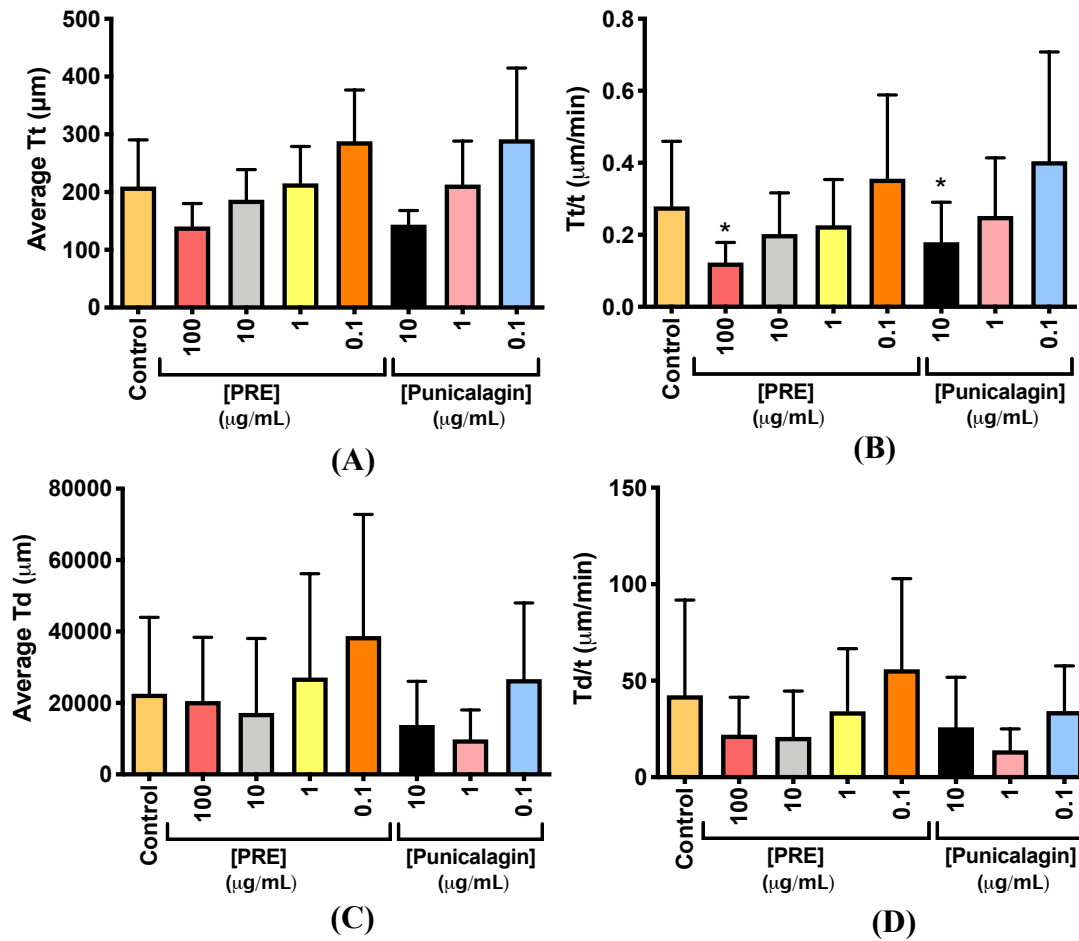 (A)
500
400
300
200
100
0
Average Tt (µm)
Control
100
10
1
0.1
10
1
0.1
[PRE]
(µg/mL)
[Punicalagin]
(µg/mL)
(B)
0.8
0.6
0.4
0.2
0.0
Tt/t (µm/min)
*
*
Control
100
10
1
0.1
10
1
0.1
[PRE]
(µg/mL)
[Punicalagin]
(µg/mL)
A
B
80000
60000
40000
20000
0
Average Td (µm)
Control
100
10
1
0.1
10
1
0.1
[PRE]
(µg/mL)
[Punicalagin]
(µg/mL)
(C)
150
100
50
0
Td/t (µm/min)
Control
100
10
1
0.1
10
1
0.1
[PRE]
(µg/mL)
[Punicalagin]
(µg/mL)
(D)